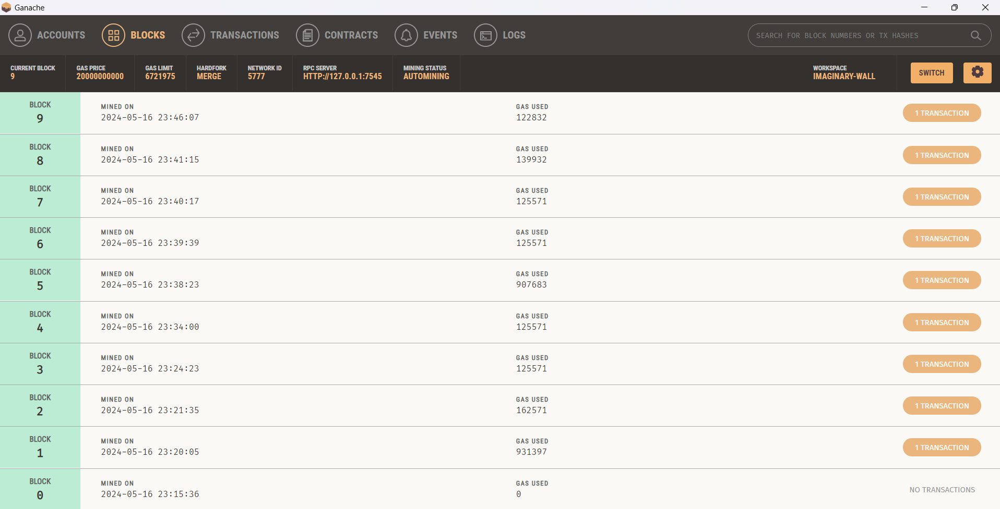 Ganache
ACCOUNTS BLOCKS TRANSACTIONS CONTRACTS EVENTS LOGS SEARCH FOR BLOCK NUMBERS OR TX HASHES
CURRENT BLOCK GAS PRICE GAS LIMIT HARDFORK NETWORK ID RPC SERVER MINING STATUS WORKSPACE
9 20000000000 6721975 MERGE 5777 HTTP://127.0.0.1:7545 AUTOMINING IMAGINARY-WALL SWITCH
BLOCK MINED ON GAS USED
9 2024-05-16 23:46:07 122832 1 TRANSACTION
BLOCK MINED ON GAS USED
8 2024-05-16 23:41:15 139932 1 TRANSACTION
BLOCK MINED ON GAS USED
7 2024-05-16 23:40:17 125571 1 TRANSACTION
BLOCK MINED ON GAS USED
6 2024-05-16 23:39:39 125571 1 TRANSACTION
BLOCK MINED ON GAS USED
5 2024-05-16 23:38:23 907683 1 TRANSACTION
BLOCK MINED ON GAS USED
4 2024-05-16 23:34:00 125571 1 TRANSACTION
BLOCK MINED ON GAS USED
3 2024-05-16 23:24:23 125571 1 TRANSACTION
BLOCK MINED ON GAS USED
2 2024-05-16 23:21:35 162571 1 TRANSACTION
BLOCK MINED ON GAS USED
1 2024-05-16 23:20:05 931397 1 TRANSACTION
BLOCK MINED ON GAS USED
0 2024-05-16 23:15:36 0 NO TRANSACTIONS